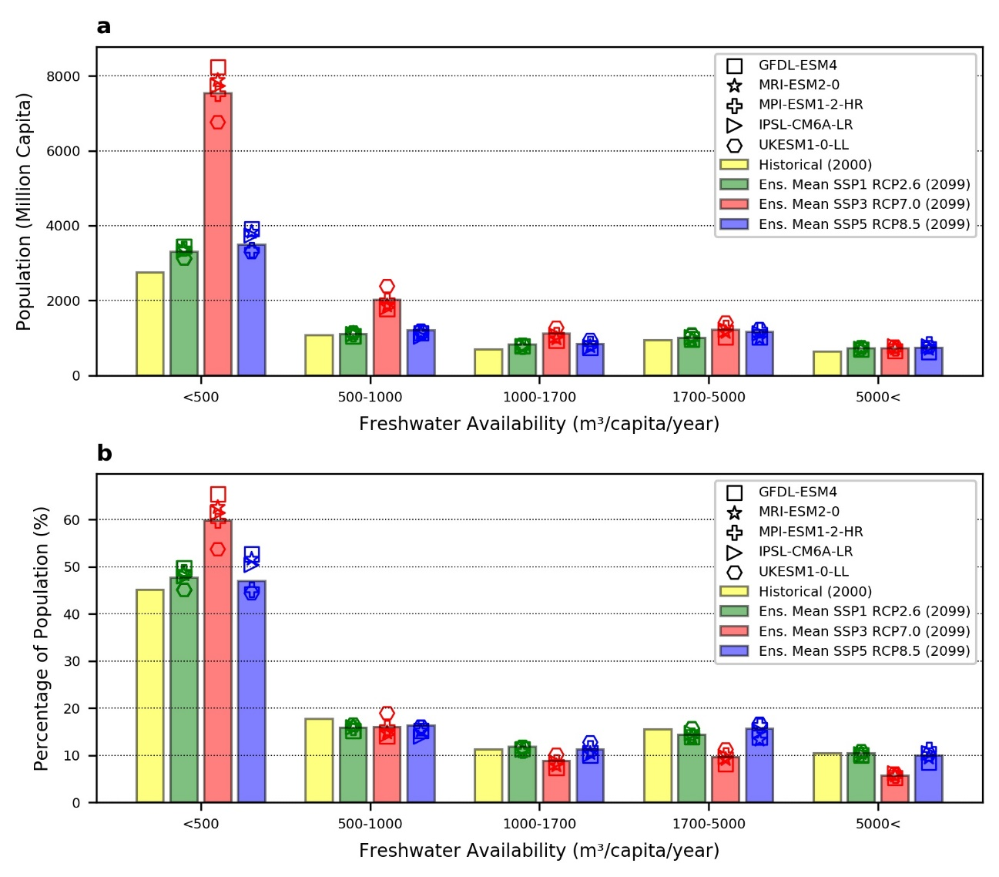 a
Population (Million Capita)
8000
6000
4000
2000
0
GFDL-ESM4
MRI-ESM2-0
MPI-ESM1-2-HR
IPSL-CM6A-LR
UKESM1-0-LL
Historical (2000)
Ens. Mean SSP1 RCP2.6 (2099)
Ens. Mean SSP3 RCP7.0 (2099)
Ens. Mean SSP5 RCP8.5 (2099)
<500 500-1000 1000-1700 1700-5000 5000<
Freshwater Availability (m³/capita/year)
b
Percentage of Population (%)
60
50
40
30
20
10
0
GFDL-ESM4
MRI-ESM2-0
MPI-ESM1-2-HR
IPSL-CM6A-LR
UKESM1-0-LL
Historical (2000)
Ens. Mean SSP1 RCP2.6 (2099)
Ens. Mean SSP3 RCP7.0 (2099)
Ens. Mean SSP5 RCP8.5 (2099)
<500 500-1000 1000-1700 1700-5000 5000<
Freshwater Availability (m³/capita/year)